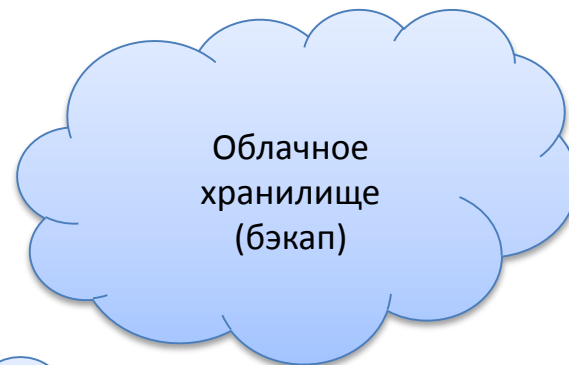 Облачное
хранилище
(бэкап)